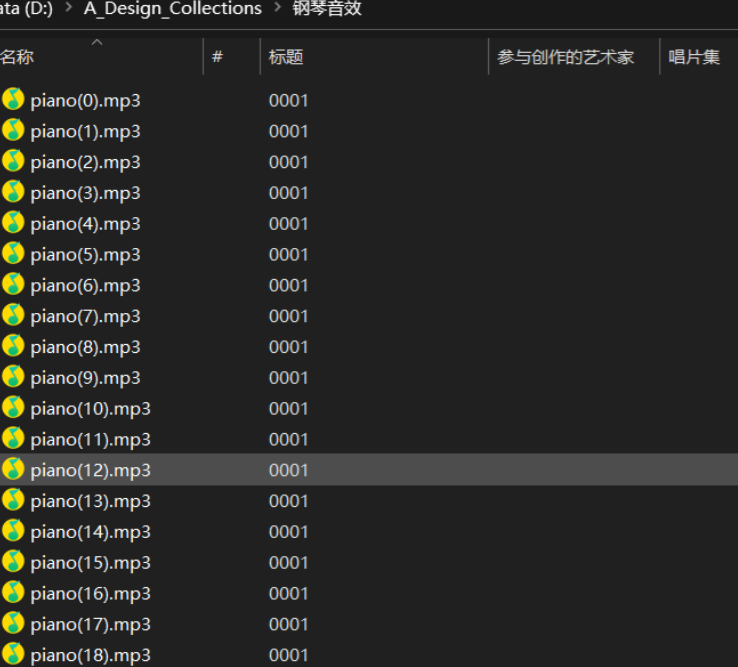 ata (D:) > A_Design_Collections > 钢琴音效
名称 # 标题 参与创作的艺术家 唱片集
piano(0).mp3 0001
piano(1).mp3 0001
piano(2).mp3 0001
piano(3).mp3 0001
piano(4).mp3 0001
piano(5).mp3 0001
piano(6).mp3 0001
piano(7).mp3 0001
piano(8).mp3 0001
piano(9).mp3 0001
piano(10).mp3 0001
piano(11).mp3 0001
piano(12).mp3 0001
piano(13).mp3 0001
piano(14).mp3 0001
piano(15).mp3 0001
piano(16).mp3 0001
piano(17).mp3 0001
piano(18).mp3 0001